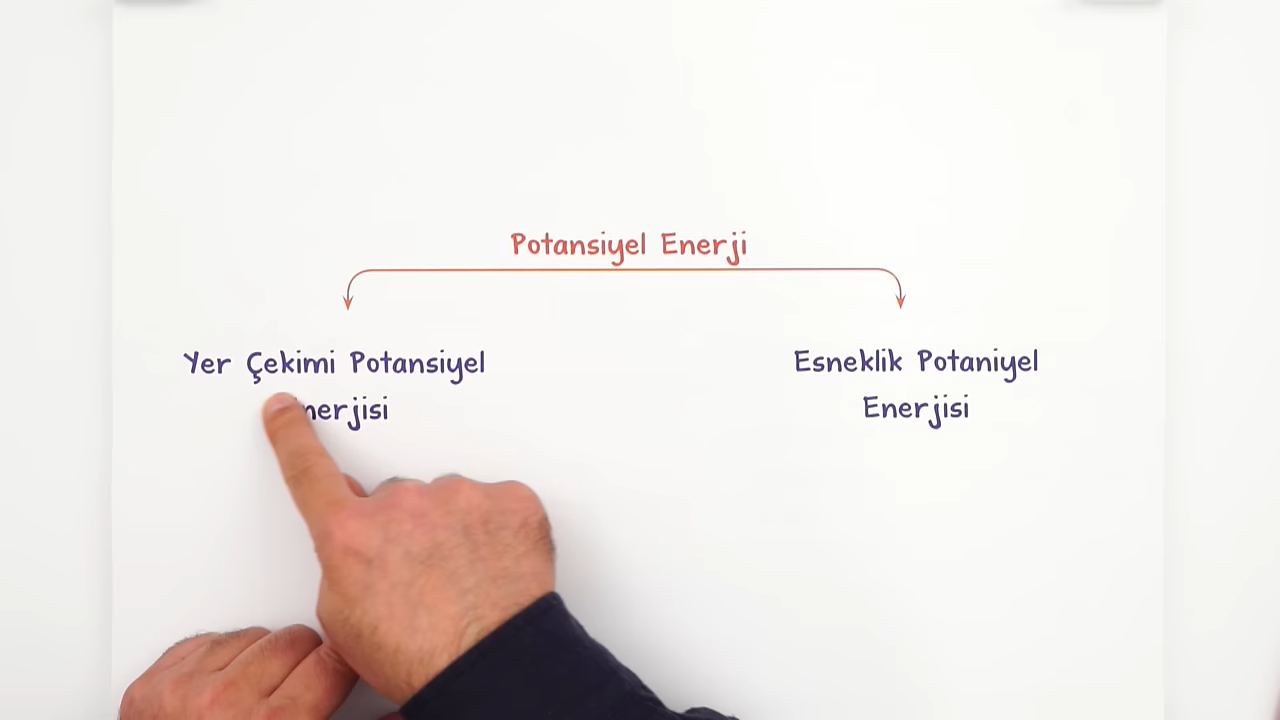 Potansiyel Enerji
Yer Çekimi Potansiyel
Esneklik Potaniyel
Enerjisi